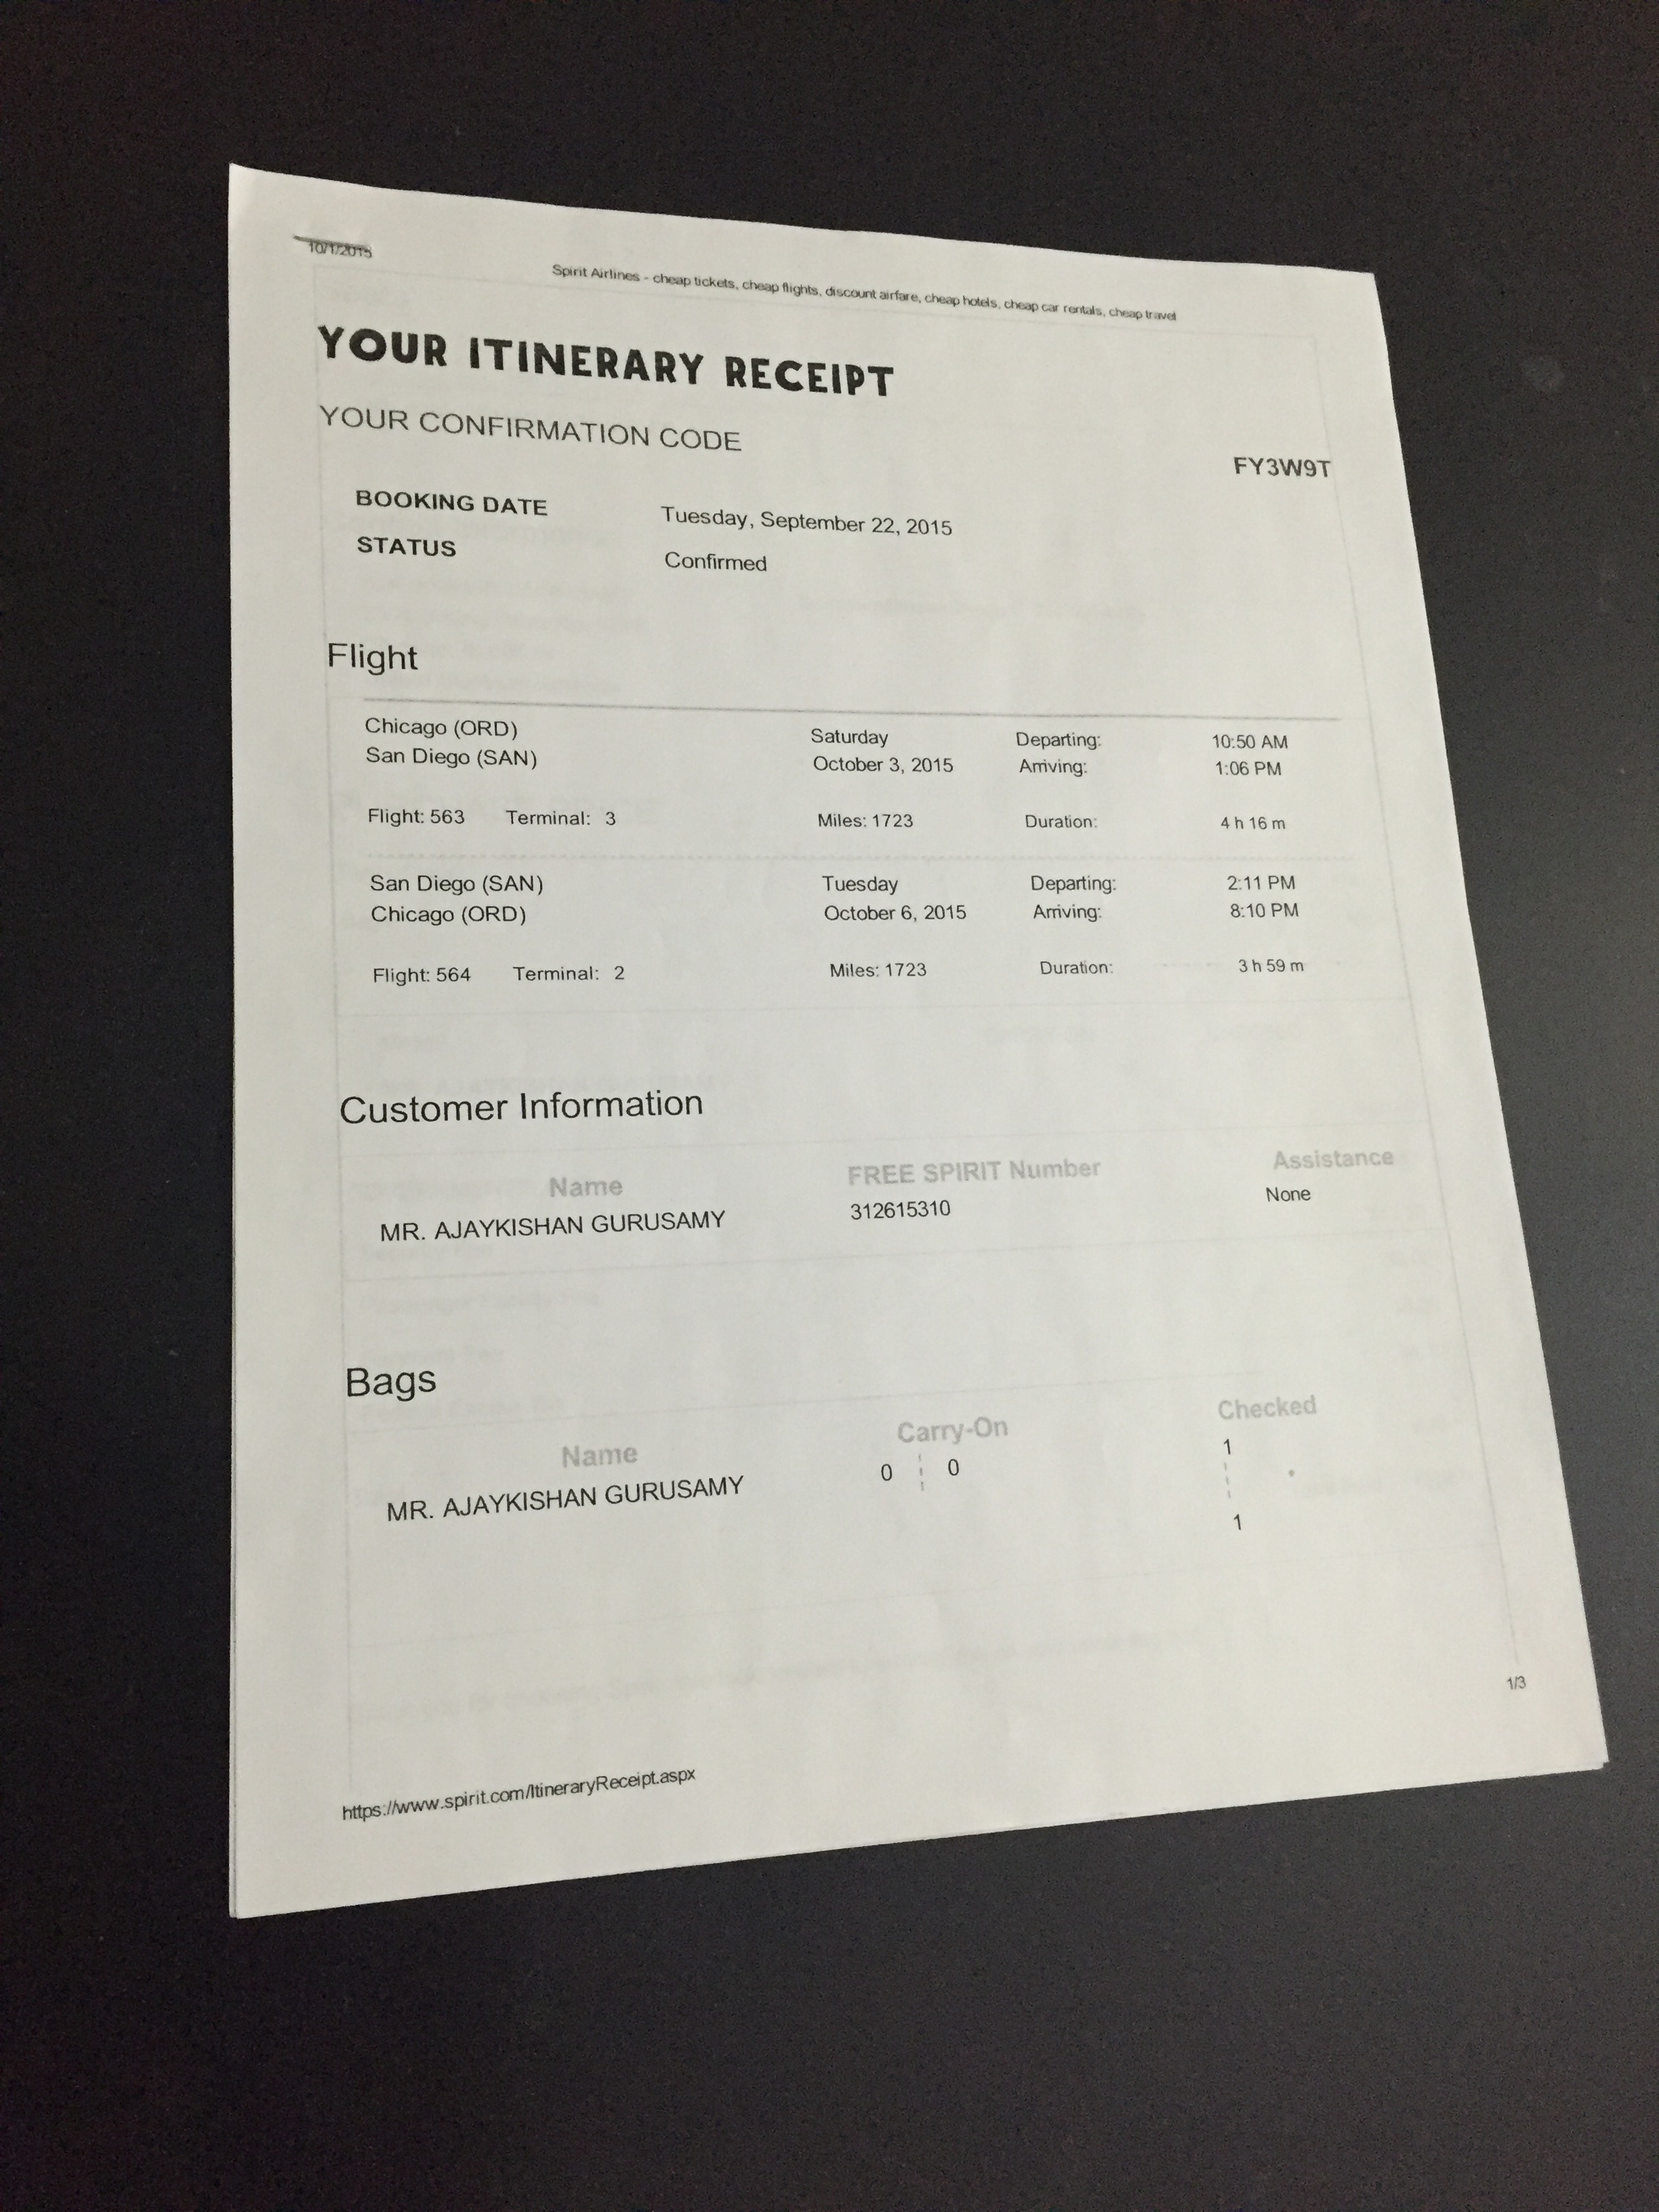 10/1/2015
Spirit Airlines - cheap tickets, cheap flights, discount airfare, cheap hotels, cheap car rentals, cheap travel
YOUR ITINERARY RECEIPT
YOUR CONFIRMATION CODE
FY3W9T
BOOKING DATE Tuesday, September 22, 2015
STATUS Confirmed
Flight
Chicago (ORD) Saturday Departing: 10:50 AM
San Diego (SAN) October 3, 2015 Arriving: 1:06 PM
Flight: 563 Terminal: 3 Miles: 1723 Duration: 4 h 16 m
San Diego (SAN) Tuesday Departing: 2:11 PM
Chicago (ORD) October 6, 2015 Arriving: 8:10 PM
Flight: 564 Terminal: 2 Miles: 1723 Duration: 3 h 59 m
Customer Information
Name FREE SPIRIT Number Assistance
MR. AJAYKISHAN GURUSAMY 312615310 None
Bags
Name Carry-On Checked
MR. AJAYKISHAN GURUSAMY 0 0 1
1
1/3
https://www.spirit.com/ItineraryReceipt.aspx